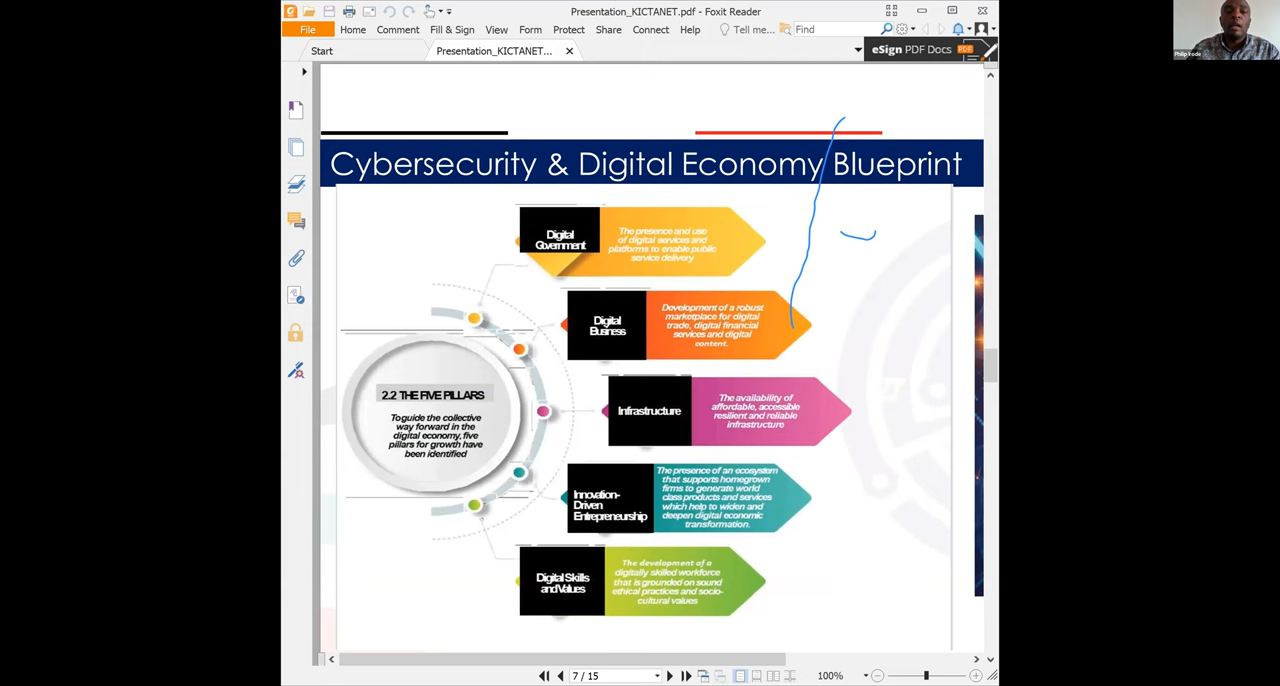 Presentation_KICTANET.pdf - Foxit Reader
File Home Comment Fill & Sign View Form Protect Share Connect Help Tell me... Find
Start Presentation_KICTANET... eSign PDF Docs PDF
Cybersecurity & Digital Economy Blueprint
Digital
Government
The presence and use
of digital services and
platforms to enable public
service delivery
Digital
Business
Development of a robust
marketplace for digital
trade, digital financial
services and digital
content.
2.2 THE FIVE PILLARS
To guide the collective
way forward in the
digital economy, five
pillars for growth have
been identified
Infrastructure
The availability of
affordable, accessible
resilient and reliable
infrastructure
Innovation-
Driven
Entrepreneurship
The presence of an ecosystem
that supports homegrown
firms to generate world
class products and services
which help to widen and
deepen digital economic
transformation.
Digital Skills
and Values
The development of a
digitally skilled workforce
that is grounded on sound
ethical practices and socio-
cultural values
7 / 15
100%